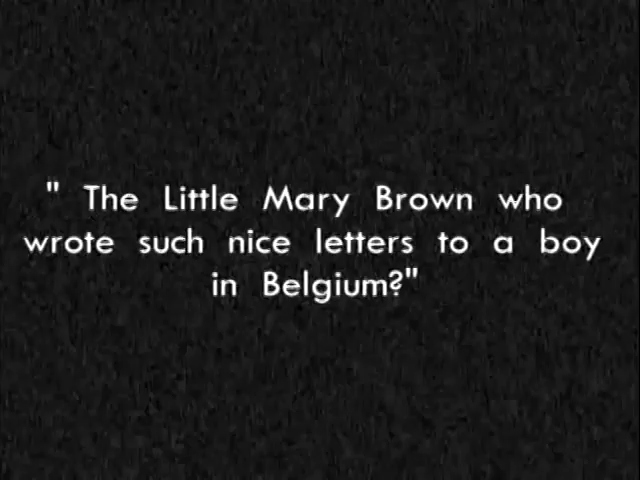 " The Little Mary Brown who
wrote such nice letters to a boy
in Belgium?"